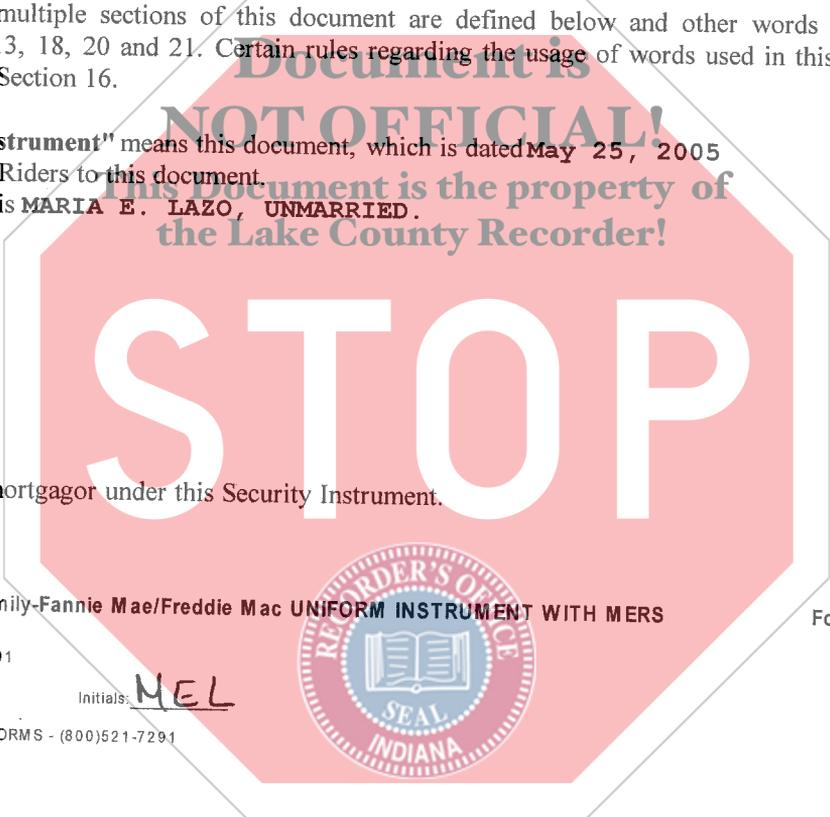 multiple sections of this document are defined below and other words
3, 18, 20 and 21. Certain rules regarding the usage of words used in this
Section 16.
Document is
NOT OFFICIAL!
strument" means this document, which is dated May 25, 2005
Riders to this document.
This Document is the property of
is MARIA E. LAZO, UNMARRIED.
the Lake County Recorder!
STOP
ortgagor under this Security Instrument.
RECORDER'S OFFICE
SEAL
INDIANA
mily-Fannie Mae/Freddie Mac UNIFORM INSTRUMENT WITH MERS
Fo
01
Initials: MEL
ORMS - (800)521-7291